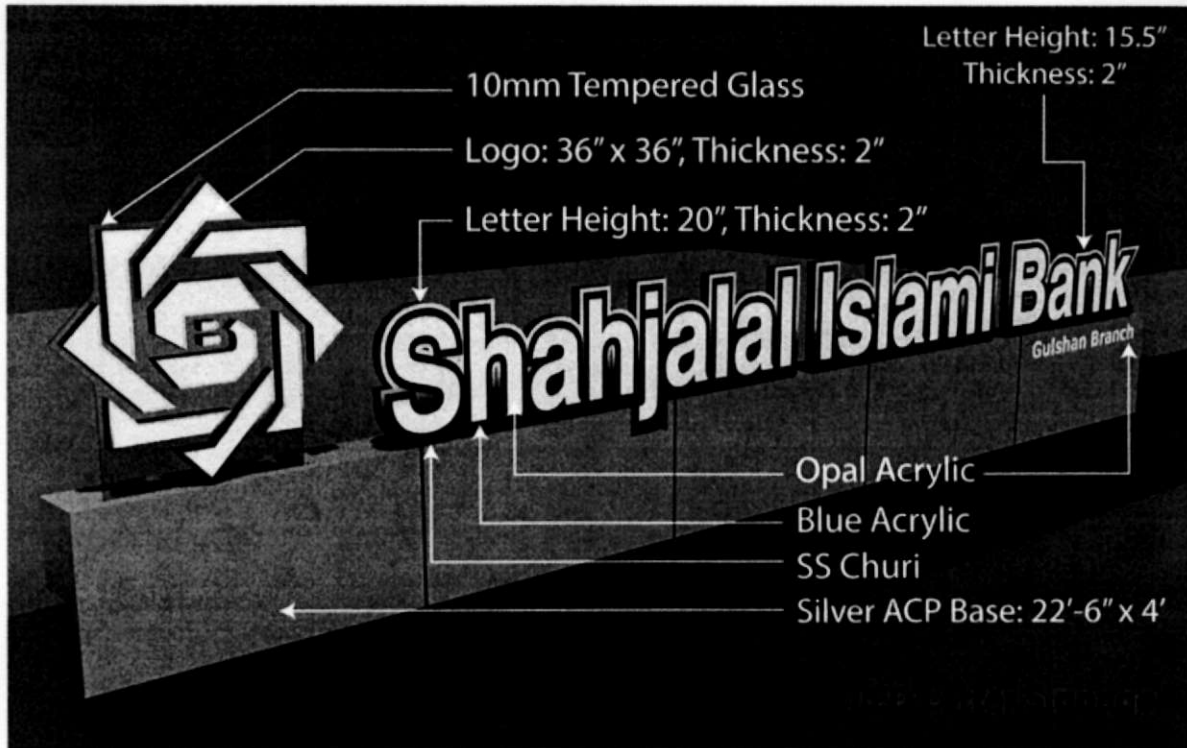 Letter Height: 15.5"
Thickness: 2"
10mm Tempered Glass
Logo: 36" x 36", Thickness: 2"
Letter Height: 20", Thickness: 2"
B
Shahjalal Islami Bank
Gulshan Branch
Opal Acrylic
Blue Acrylic
SS Churi
Silver ACP Base: 22'-6" x 4'